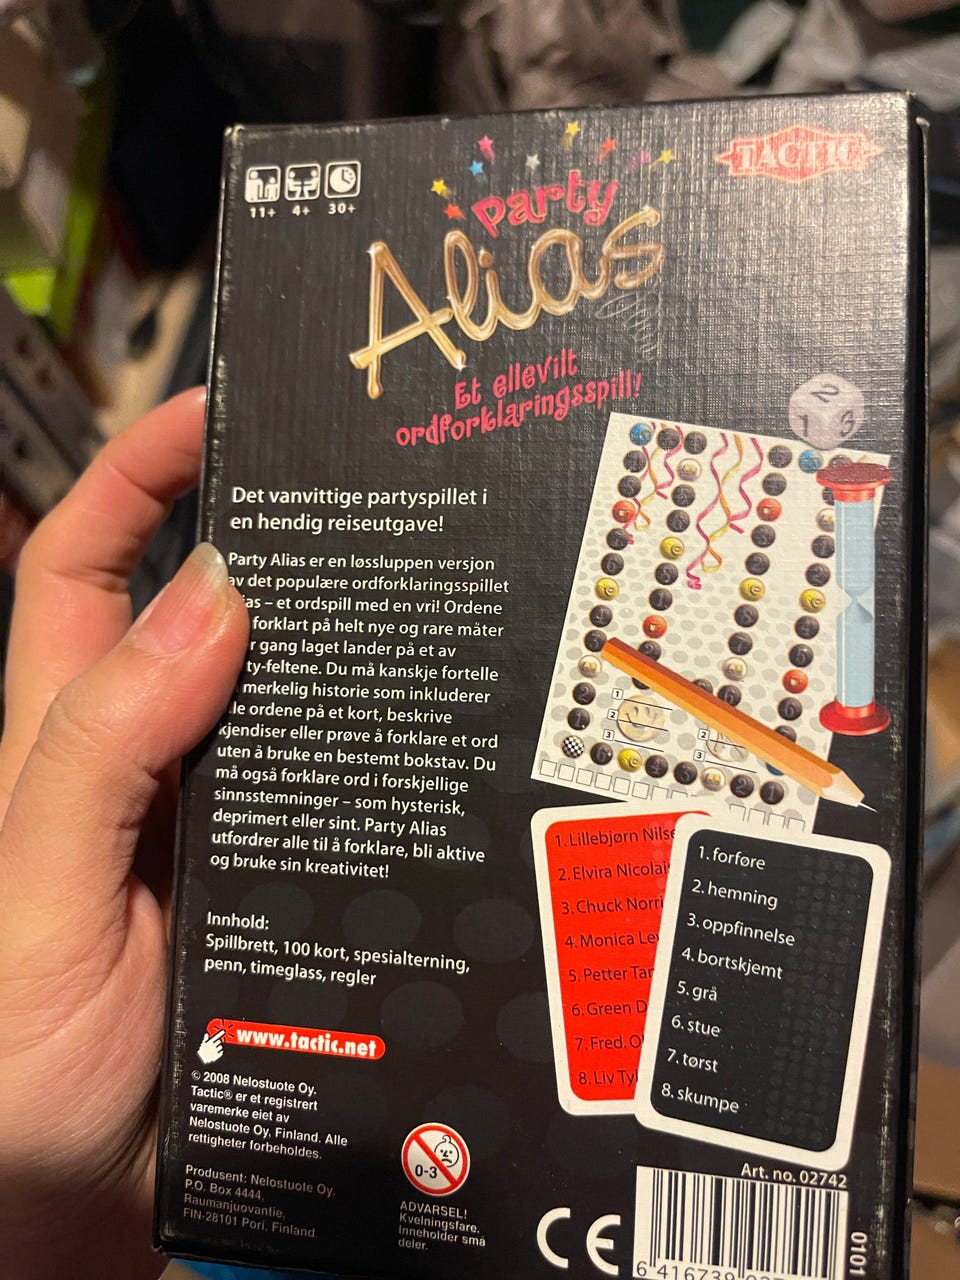 TACTIC
11+ 4+ 30+
Party
Alias
Et ellevilt
ordforklaringsspill!
Det vanvittige partyspillet i
en hendig reiseutgave!
Party Alias er en løssluppen versjon
av det populære ordforklaringsspillet
– et ordspill med en vri! Ordene
forklart på helt nye og rare måter
gang laget lander på et av
Du må kanskje fortelle
merkelig historie som inkluderer
ordene på et kort, beskrive
kjendiser eller prøve å forklare et ord
uten å bruke en bestemt bokstav. Du
må også forklare ord i forskjellige
sinnsstemninger – som hysterisk,
deprimert eller sint. Party Alias
utfordrer alle til å forklare, bli aktive
og bruke sin kreativitet!
Innhold:
Spillbrett, 100 kort, spesialterning,
penn, timeglass, regler
1. Lillebjørn
2. Elvira
3. Chuck
4. Monica
5. Petter
6. Green
7. Fred.
8. Liv
1. forføre
2. hemning
3. oppfinnelse
4. bortskjemt
5. grå
6. stue
7. tørst
8. skumpe
www.tactic.net
© 2008 Nelostuote Oy.
Tactic® er et registrert
varemerke eiet av
Nelostuote Oy, Finland. Alle
rettigheter forbeholdes.
Produsent: Nelostuote Oy.
P.O. Box 4444,
Raumanjuovantie,
FIN-28101 Pori, Finland.
0-3
ADVARSEL!
Kvelningsfare.
Inneholder små
deler.
CE
Art. no. 02742
0101
6 416739